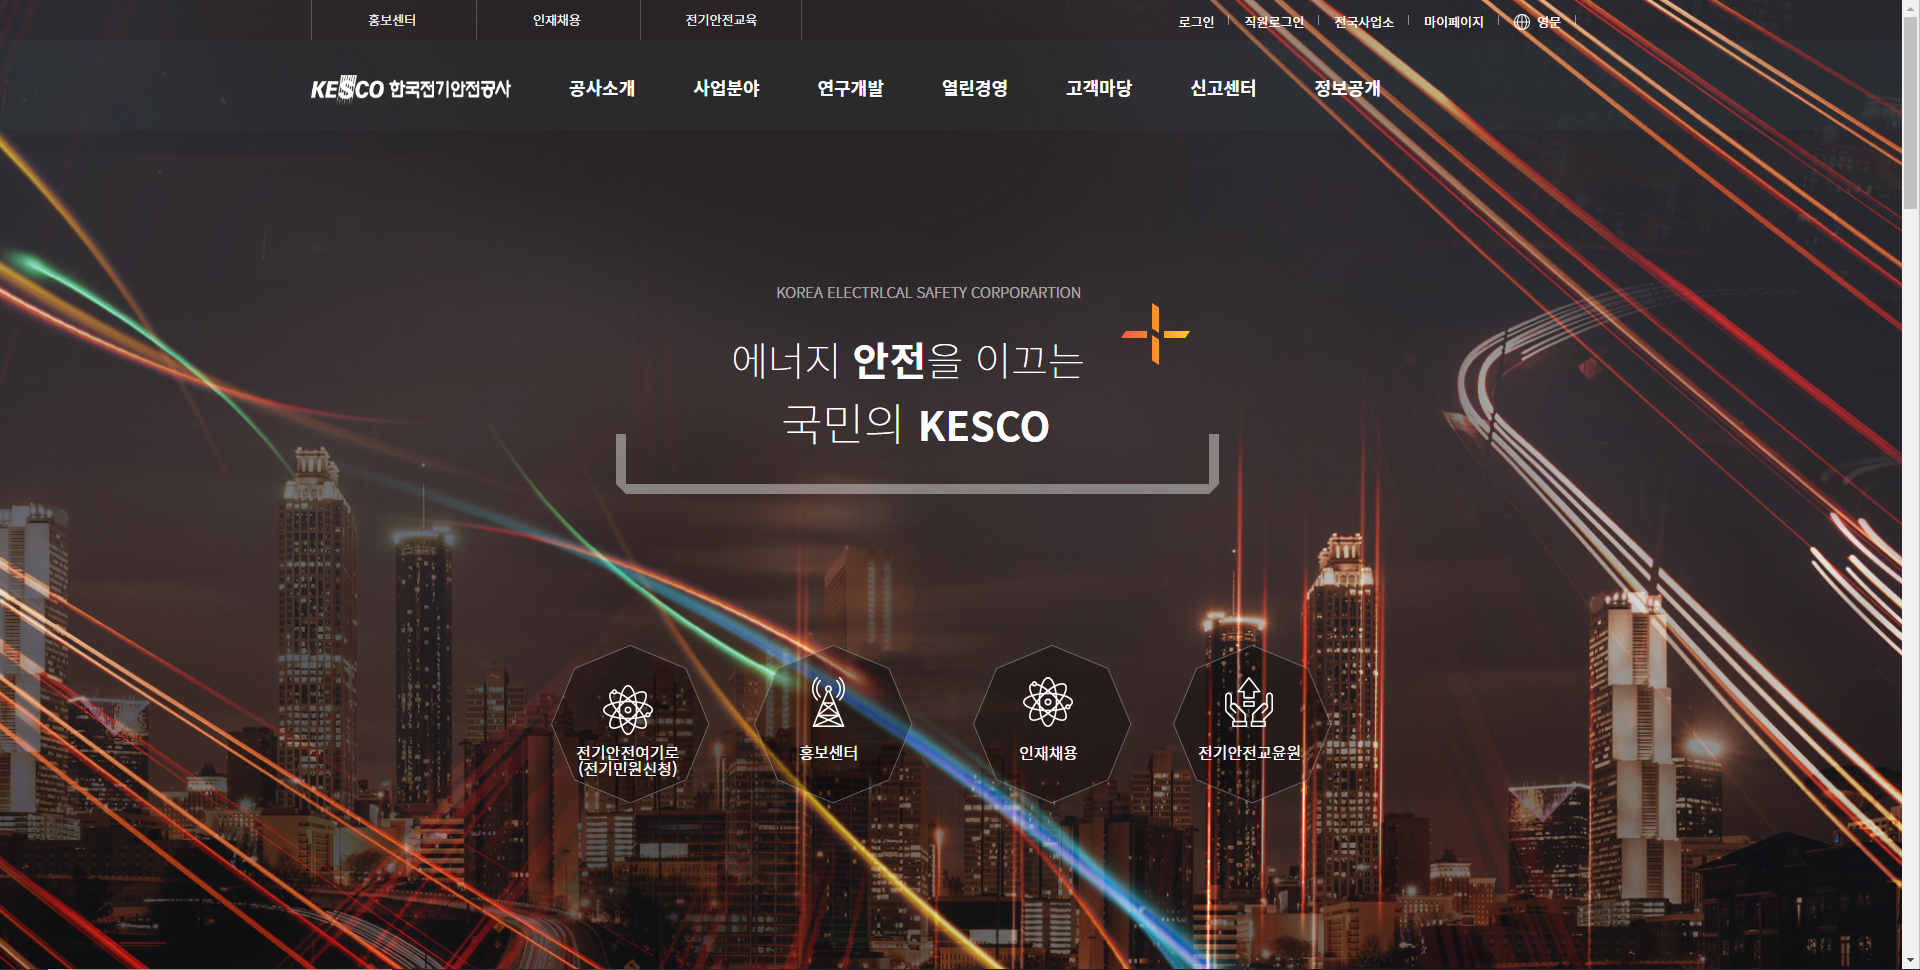 홍보센터
인재채용
전기안전교육
로그인
직원로그인
전국사업소
마이페이지
영문
KESCO 한국전기안전공사
공사소개
사업분야
연구개발
열린경영
고객마당
신고센터
정보공개
KOREA ELECTRLCAL SAFETY CORPORARTION
에너지 안전을 이끄는
국민의 KESCO
전기안전여기로
(전기민원신청)
홍보센터
인재채용
전기안전교윤원